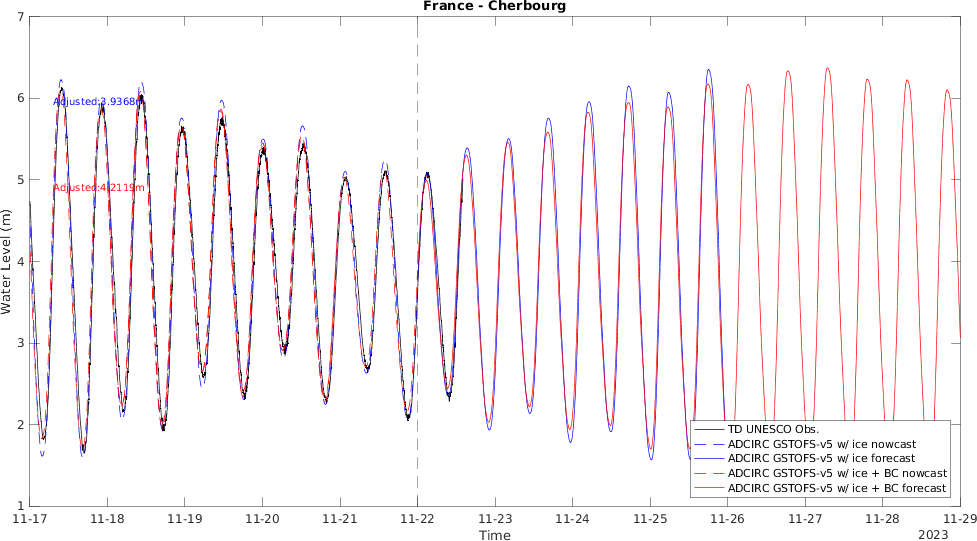 France - Cherbourg
7
6
5
4
3
2
1
Water Level (m)
Adjusted:3.9368m
Adjusted:4.2119m
TD UNESCO Obs.
ADCIRC GSTOFS-v5 w/ ice nowcast
ADCIRC GSTOFS-v5 w/ ice forecast
ADCIRC GSTOFS-v5 w/ ice + BC nowcast
ADCIRC GSTOFS-v5 w/ ice + BC forecast
11-17 11-18 11-19 11-20 11-21 11-22 11-23 11-24 11-25 11-26 11-27 11-28 11-29
Time
2023